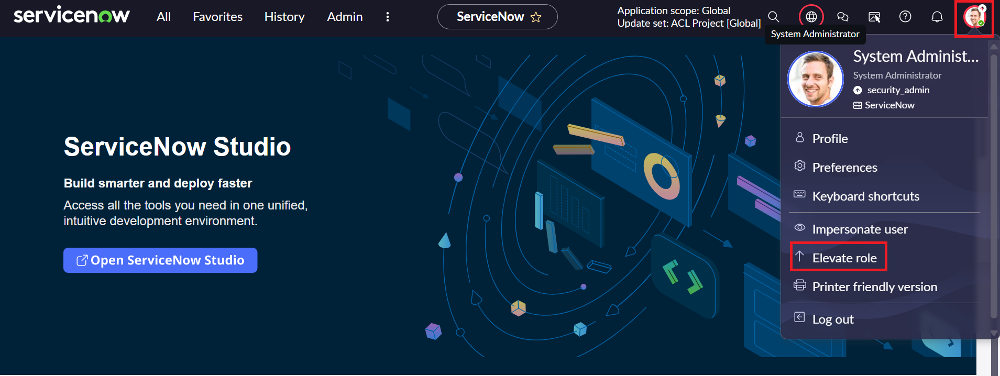 servicenow
All
Favorites
History
Admin
ServiceNow
Application scope: Global
Update set: ACL Project [Global]
System Administrator
System Administ...
System Administrator
security_admin
ServiceNow
Profile
Preferences
Keyboard shortcuts
Impersonate user
Elevate role
Printer friendly version
Log out
ServiceNow Studio
Build smarter and deploy faster
Access all the tools you need in one unified,
intuitive development environment.
Open ServiceNow Studio